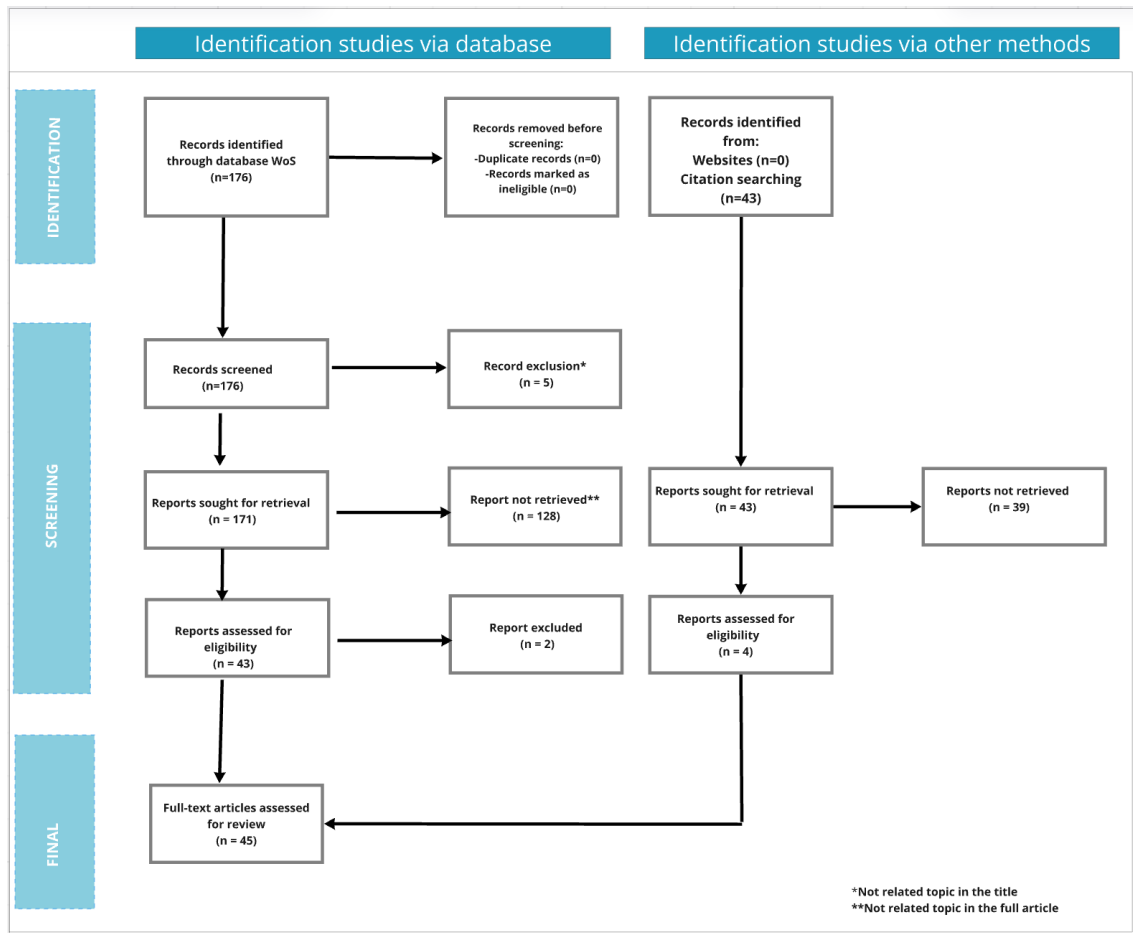 Identification studies via database
Identification studies via other methods
IDENTIFICATION
Records identified
through database WoS
(n=176)
Records removed before
screening:
-Duplicate records (n=0)
-Records marked as
ineligible (n=0)
Records identified
from:
Websites (n=0)
Citation searching
(n=43)
SCREENING
Records screened
(n=176)
Record exclusion*
(n = 5)
Reports sought for retrieval
(n = 171)
Report not retrieved**
(n = 128)
Reports sought for retrieval
(n = 43)
Reports not retrieved
(n = 39)
Reports assessed for
eligibility
(n = 43)
Report excluded
(n = 2)
Reports assessed for
eligibility
(n = 4)
FINAL
Full-text articles assessed
for review
(n = 45)
*Not related topic in the title
**Not related topic in the full article